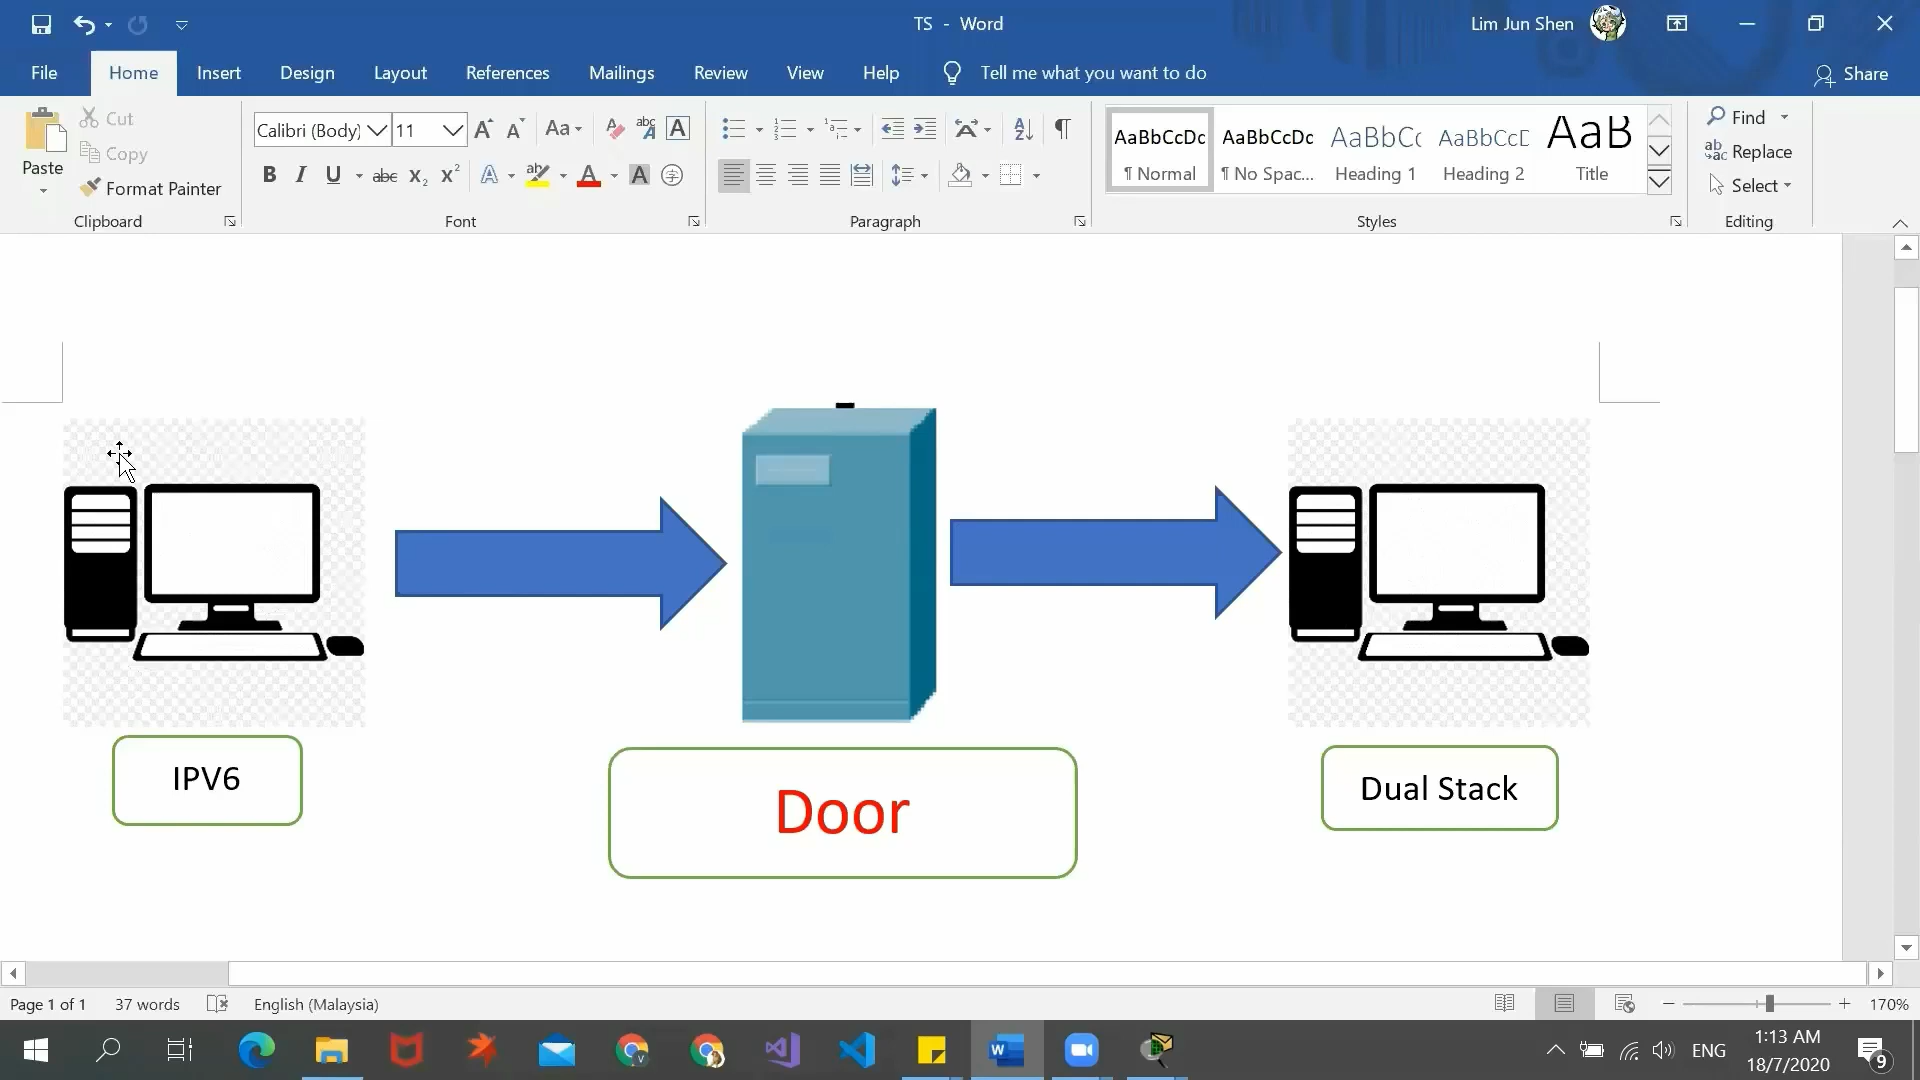 TS - Word
Lim Jun Shen
File Home Insert Design Layout References Mailings Review View Help Tell me what you want to do Share
Paste
Cut
Copy
Format Painter
Clipboard
Calibri (Body) 11
Font
Paragraph
AaBbCcDc AaBbCcDc AaBbC AaBbCcD AaB
¶ Normal ¶ No Spac... Heading 1 Heading 2 Title
Styles
Find
Replace
Select
Editing
IPV6
Door
Dual Stack
Page 1 of 1 37 words English (Malaysia) 170%
ENG
1:13 AM
18/7/2020
9